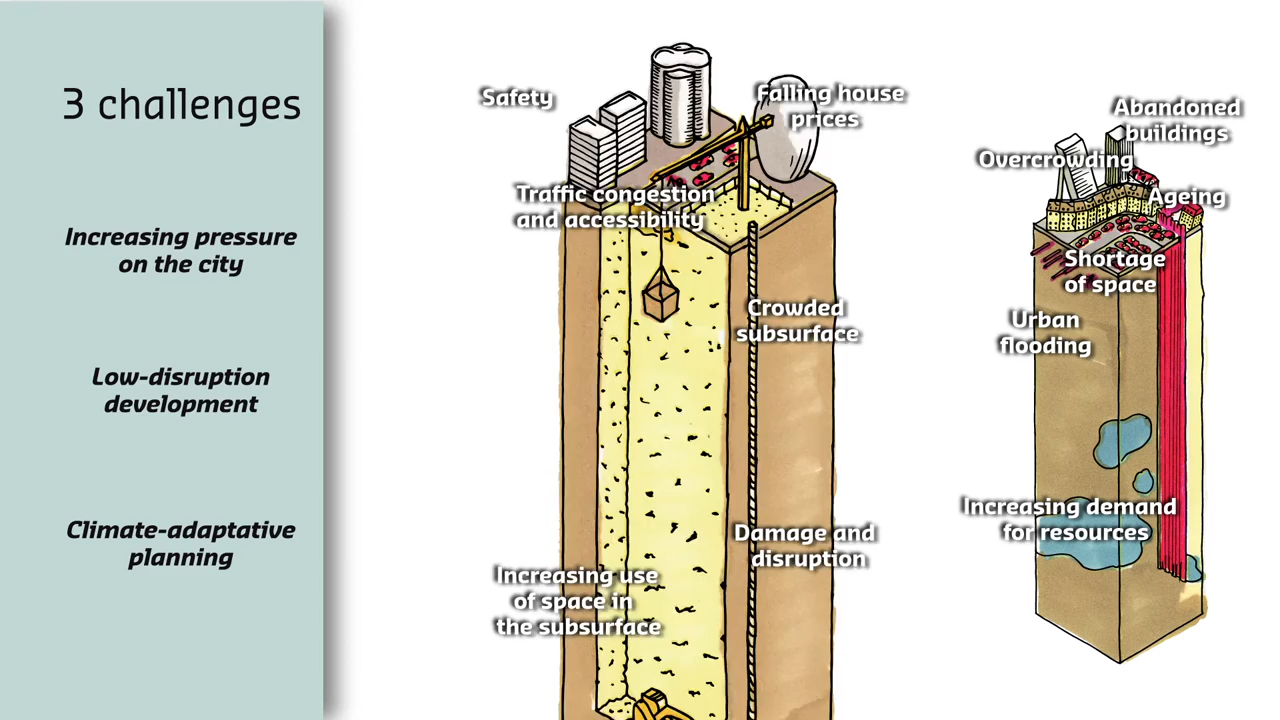 3 challenges
Increasing pressure
on the city
Low-disruption
development
Climate-adaptative
planning
Safety
Falling house
prices
Traffic congestion
and accessibility
Crowded
subsurface
Damage and
disruption
Increasing use
of space in
the subsurface
Abandoned
buildings
Overcrowding
Ageing
Shortage
of space
Urban
flooding
Increasing demand
for resources